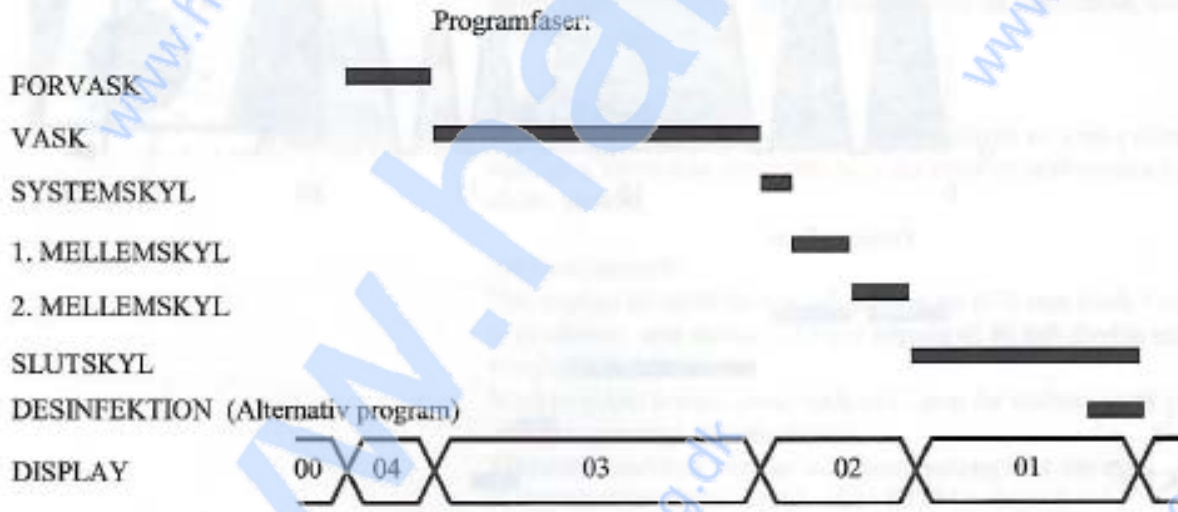 Programfaser:
FORVASK
VASK
SYSTEMSKYL
1. MELLEMSKYL
2. MELLEMSKYL
SLUTSKYL
DESINFEKTION (Alternativ program)
DISPLAY 00 04 03 02 01